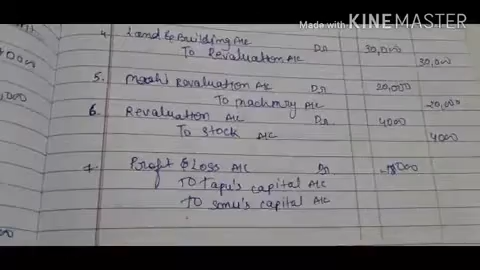 Made with KINEMASTER
4. Land & Building A/c Dr 30,000
To Revaluation A/c 30,000
5. Revaluation A/c Dr 20,000
To machinery A/c 20,000
6. Revaluation A/c Dr 4000
To stock A/c 4000
7. Profit & Loss A/c Dr
To Tapu's capital A/c
To Sonu's capital A/c